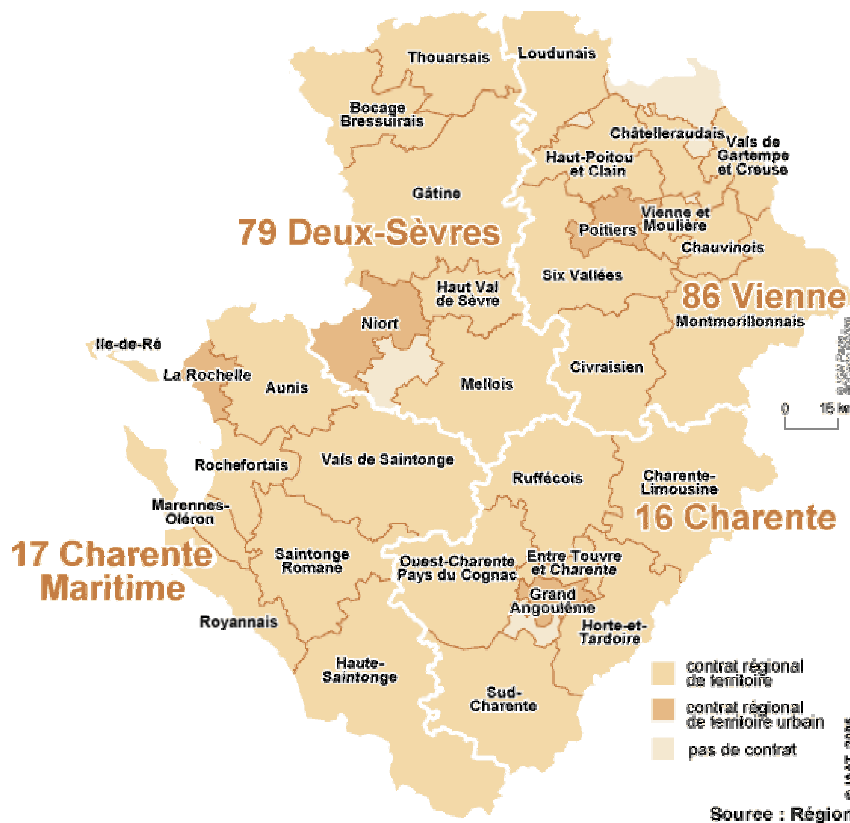 Thouarsais
Loudunais
Bocage
Bressuirais
Châtelleraudais
Vals de
Gartempe
et Creuse
Haut-Poitou
et Clain
Gâtine
Vienne et
Moulière
79 Deux-Sèvres
Poitiers
Chauvinois
Haut Val
de Sèvre
Six Vallées
86 Vienne
Niort
Montmorillonnais
Ile-de-Ré
La Rochelle
Aunis
Mellois
Civraisien
0 15 k
Rochefortais
Vals de Saintonge
Ruffécois
Charente-
Limousine
Marennes-
Oléron
16 Charente
17 Charente
Maritime
Saintonge
Romane
Ouest-Charente
Pays du Cognac
Entre Touvre
et Charente
Grand
Angoulême
Royannais
Horte-et-
Tardoire
Haute-
Saintonge
Sud-
Charente
contrat régional
de territoire
contrat régional
de territoire urbain
pas de contrat
Source : Région